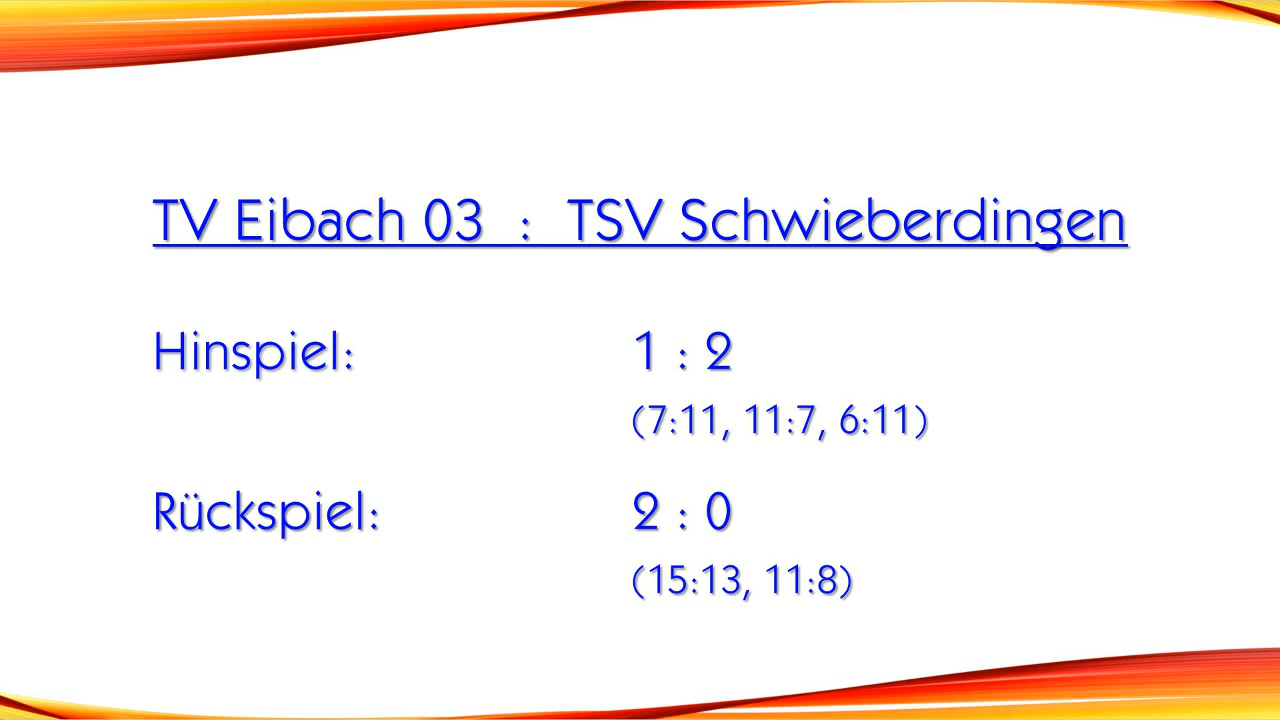 TV Eibach 03 : TSV Schwieberdingen
Hinspiel: 1 : 2
(7:11, 11:7, 6:11)
Rückspiel: 2 : 0
(15:13, 11:8)